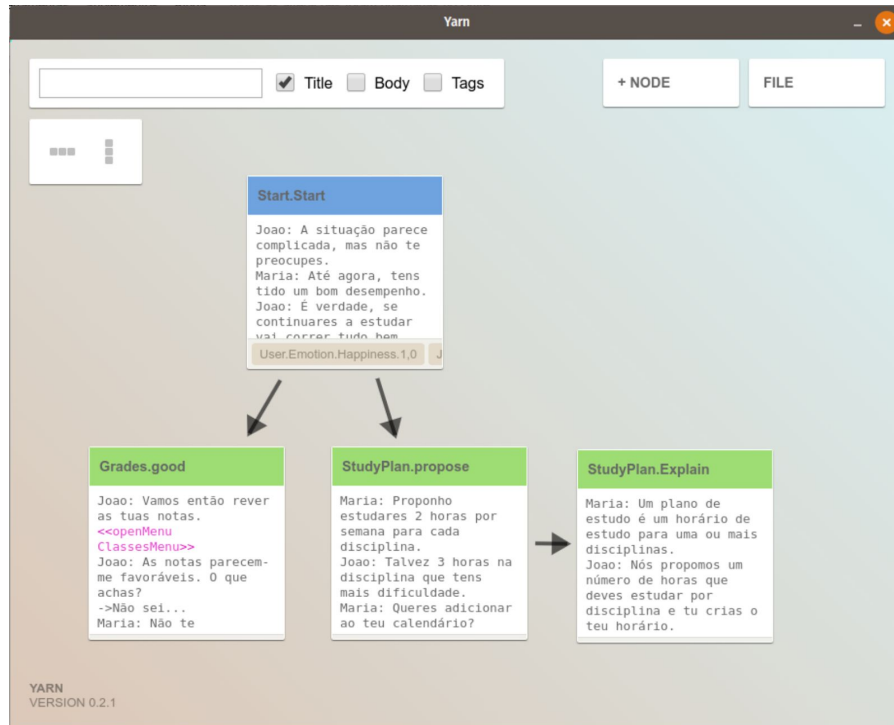 Yarn
Title Body Tags
+ NODE
FILE
Start.Start
Joao: A situação parece
complicada, mas não te
preocupes.
Maria: Até agora, tens
tido um bom desempenho.
Joao: É verdade, se
continuares a estudar
vai correr tudo bem
User.Emotion.Happiness.1,0 J
Grades.good
Joao: Vamos então rever
as tuas notas.
<<openMenu
ClassesMenu>>
Joao: As notas parecem-
me favoráveis. O que
achas?
->Não sei...
Maria: Não te
StudyPlan.propose
Maria: Proponho
estudares 2 horas por
semana para cada
disciplina.
Joao: Talvez 3 horas na
disciplina que tens
mais dificuldade.
Maria: Queres adicionar
ao teu calendário?
StudyPlan.Explain
Maria: Um plano de
estudo é um horário de
estudo para uma ou mais
disciplinas.
Joao: Nós propomos um
número de horas que
deves estudar por
disciplina e tu crias o
teu horário.
YARN
VERSION 0.2.1